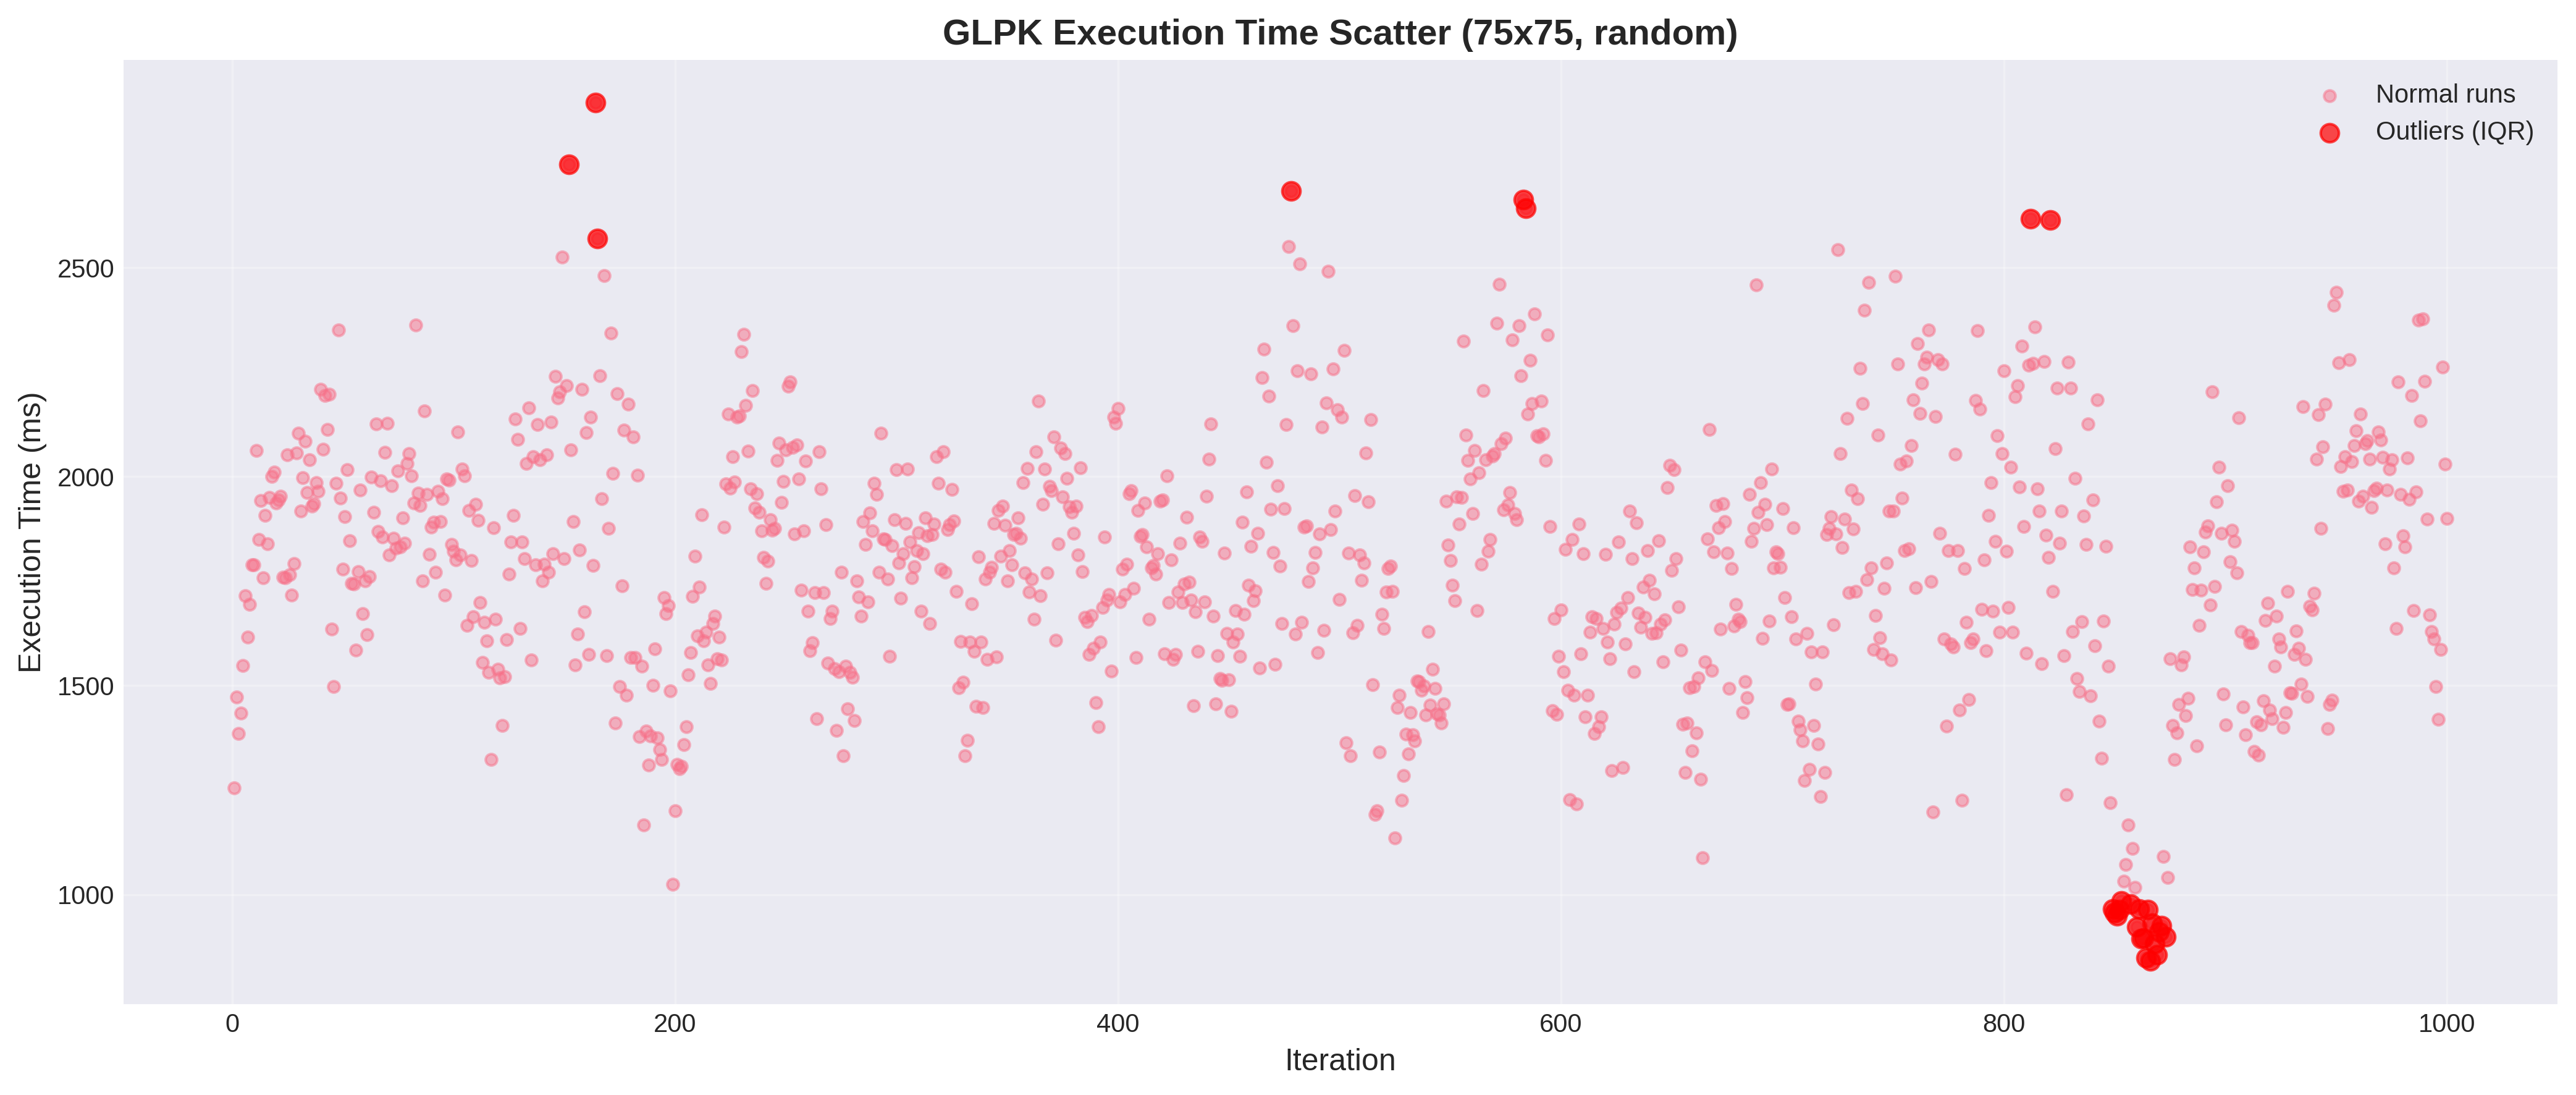 GLPK Execution Time Scatter (75x75, random)
Normal runs
Outliers (IQR)
Execution Time (ms)
2500
2000
1500
1000
0
200
400
600
800
1000
Iteration